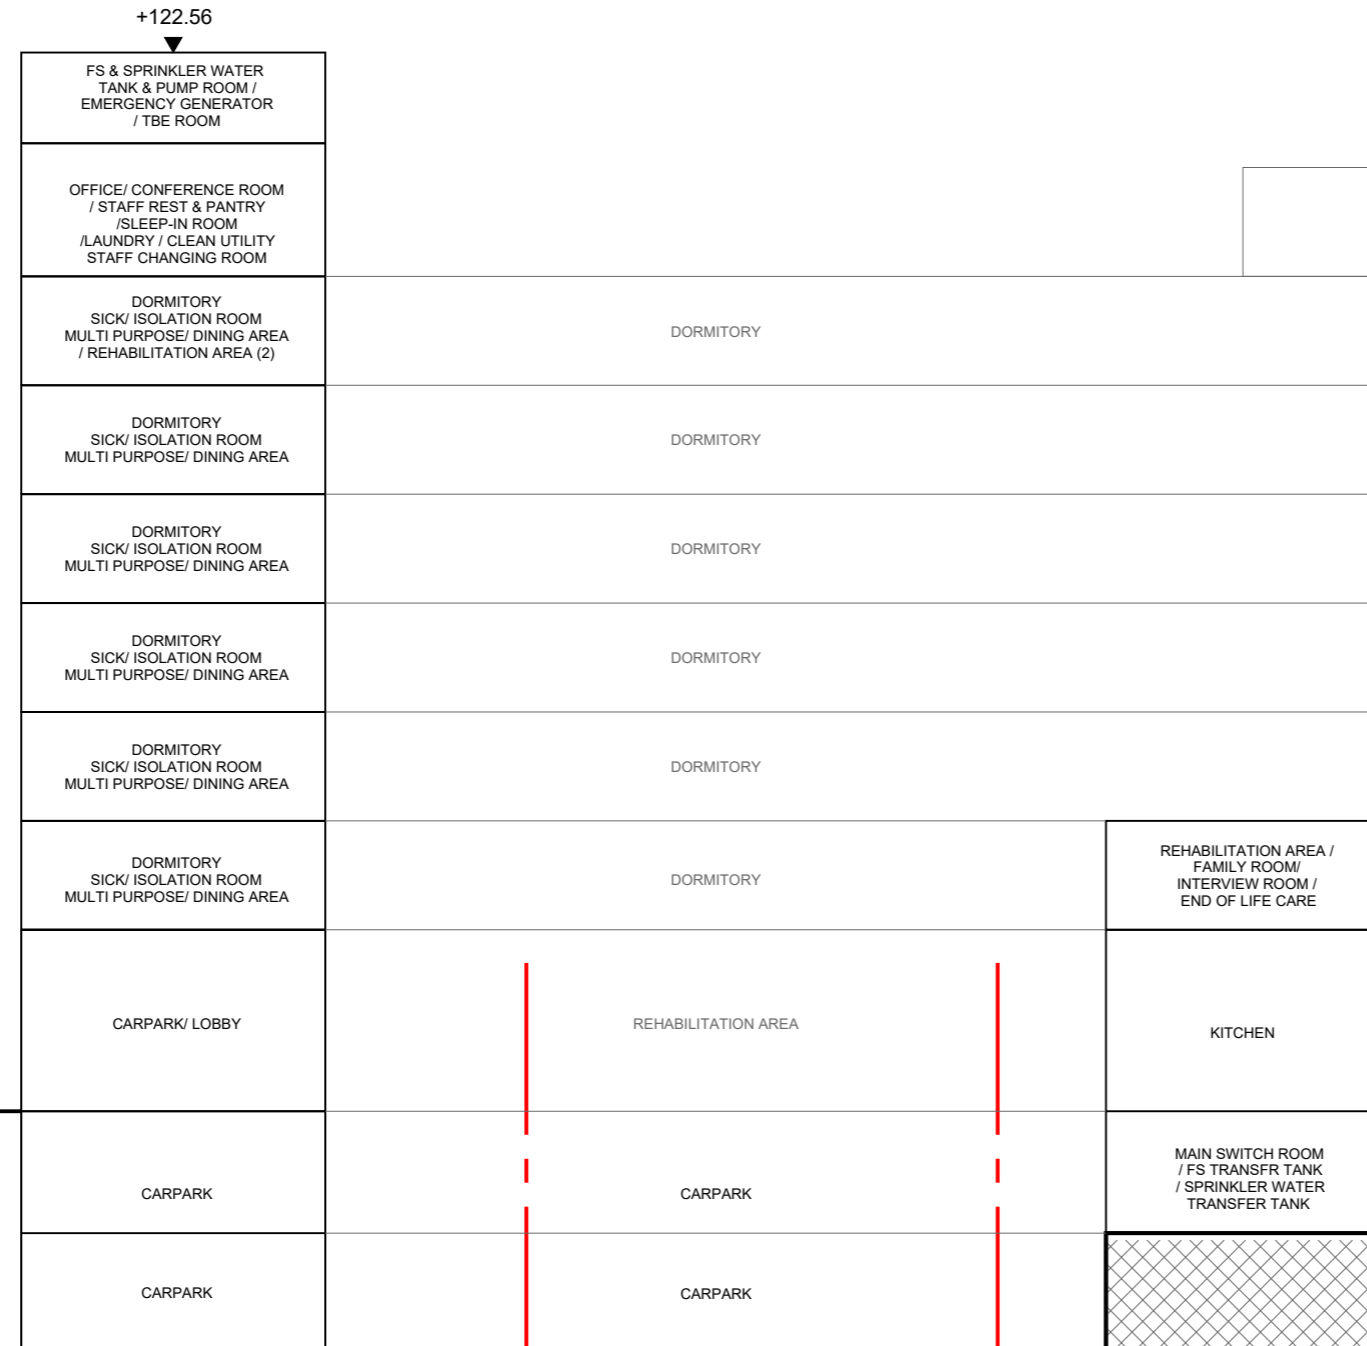 +122.56
FS & SPRINKLER WATER
TANK & PUMP ROOM /
EMERGENCY GENERATOR
/ TBE ROOM
OFFICE/ CONFERENCE ROOM
/ STAFF REST & PANTRY
/SLEEP-IN ROOM
/LAUNDRY / CLEAN UTILITY
STAFF CHANGING ROOM
DORMITORY
SICK/ ISOLATION ROOM
MULTI PURPOSE/ DINING AREA
/ REHABILITATION AREA (2)
DORMITORY
DORMITORY
SICK/ ISOLATION ROOM
MULTI PURPOSE/ DINING AREA
DORMITORY
DORMITORY
SICK/ ISOLATION ROOM
MULTI PURPOSE/ DINING AREA
DORMITORY
DORMITORY
SICK/ ISOLATION ROOM
MULTI PURPOSE/ DINING AREA
DORMITORY
DORMITORY
SICK/ ISOLATION ROOM
MULTI PURPOSE/ DINING AREA
DORMITORY
DORMITORY
SICK/ ISOLATION ROOM
MULTI PURPOSE/ DINING AREA
DORMITORY
REHABILITATION AREA /
FAMILY ROOM/
INTERVIEW ROOM /
END OF LIFE CARE
CARPARK/ LOBBY
REHABILITATION AREA
KITCHEN
CARPARK
CARPARK
MAIN SWITCH ROOM
/ FS TRANSFR TANK
/ SPRINKLER WATER
TRANSFER TANK
CARPARK
CARPARK